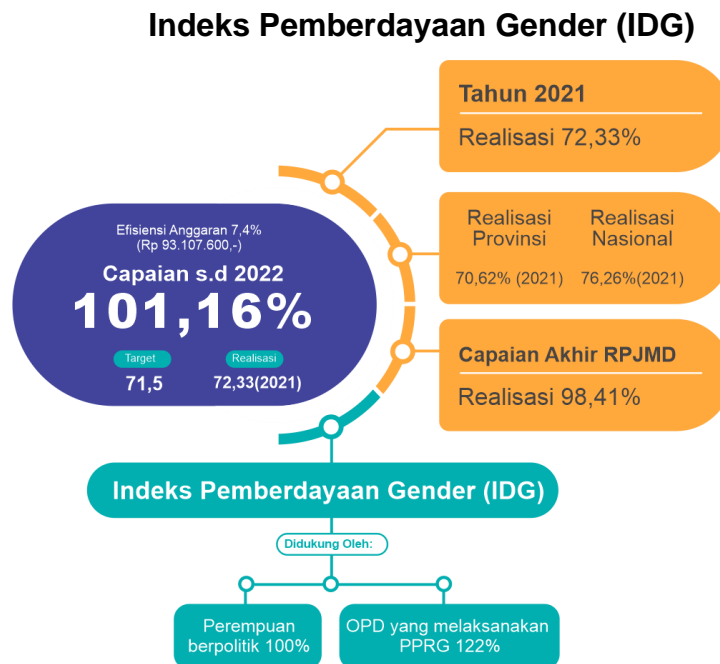 Indeks Pemberdayaan Gender (IDG)
Tahun 2021
Realisasi 72,33%
Efisiensi Anggaran 7,4%
(Rp 93.107.600,-)
Capaian s.d 2022
101,16%
Target
71,5
Realisasi
72,33(2021)
Realisasi
Provinsi
70,62% (2021)
Realisasi
Nasional
76,26%(2021)
Capaian Akhir RPJMD
Realisasi 98,41%
Indeks Pemberdayaan Gender (IDG)
Didukung Oleh:
Perempuan
berpolitik 100%
OPD yang melaksanakan
PPRG 122%